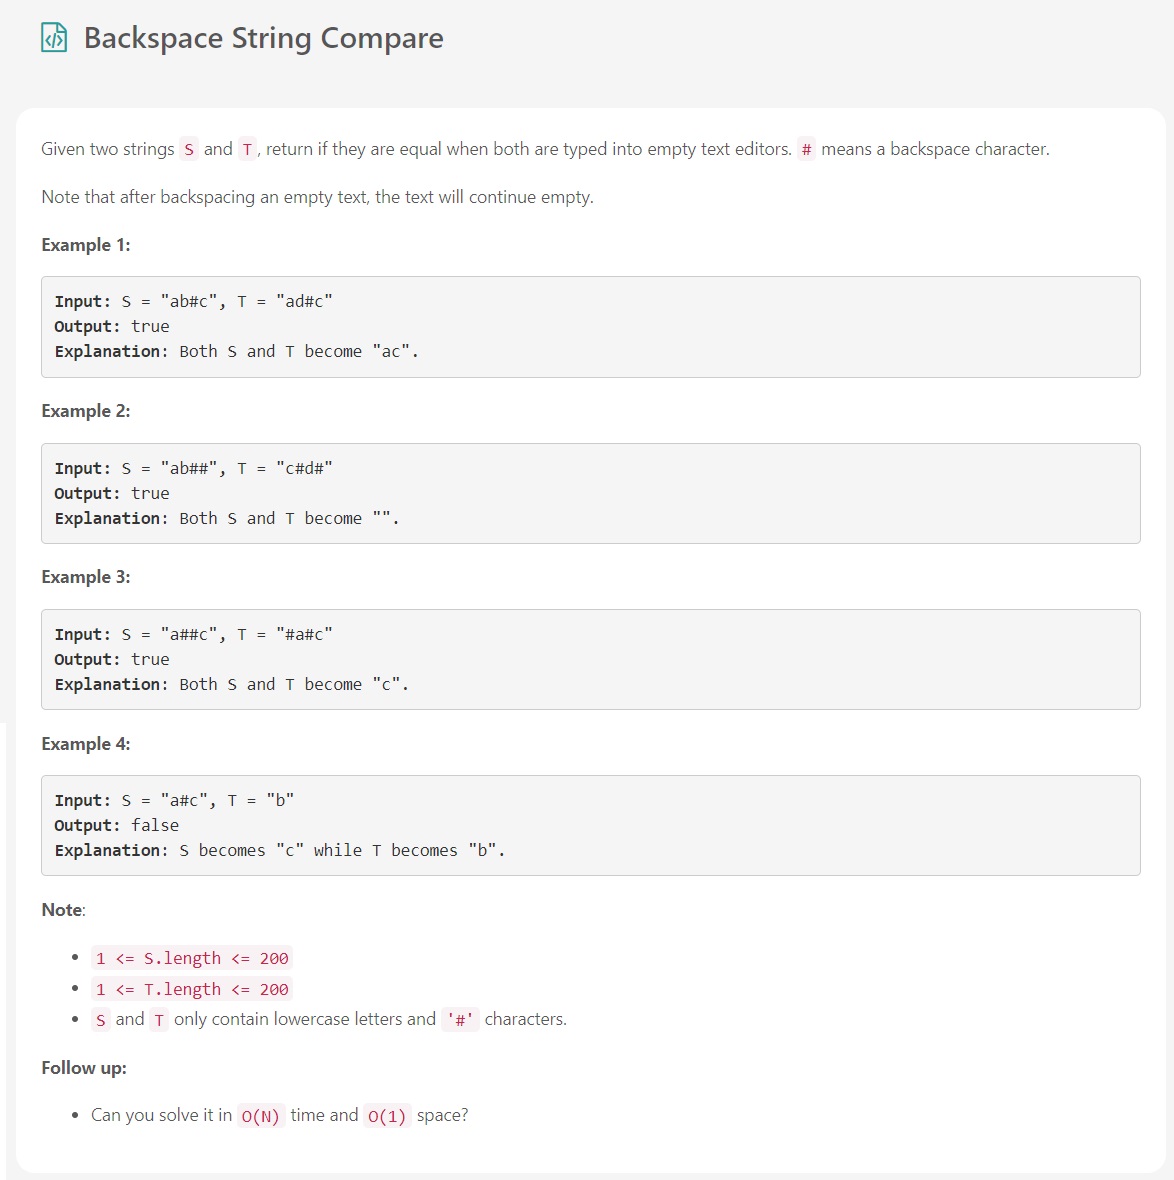 Backspace String Compare
Given two strings S and T, return if they are equal when both are typed into empty text editors. # means a backspace character.
Note that after backspacing an empty text, the text will continue empty.
Example 1:
Input: S = "ab#c", T = "ad#c"
Output: true
Explanation: Both S and T become "ac".
Example 2:
Input: S = "ab##", T = "c#d#"
Output: true
Explanation: Both S and T become "".
Example 3:
Input: S = "a##c", T = "#a#c"
Output: true
Explanation: Both S and T become "c".
Example 4:
Input: S = "a#c", T = "b"
Output: false
Explanation: S becomes "c" while T becomes "b".
Note:
• 1 <= S.length <= 200
• 1 <= T.length <= 200
• S and T only contain lowercase letters and '#' characters.
Follow up:
• Can you solve it in O(N) time and O(1) space?